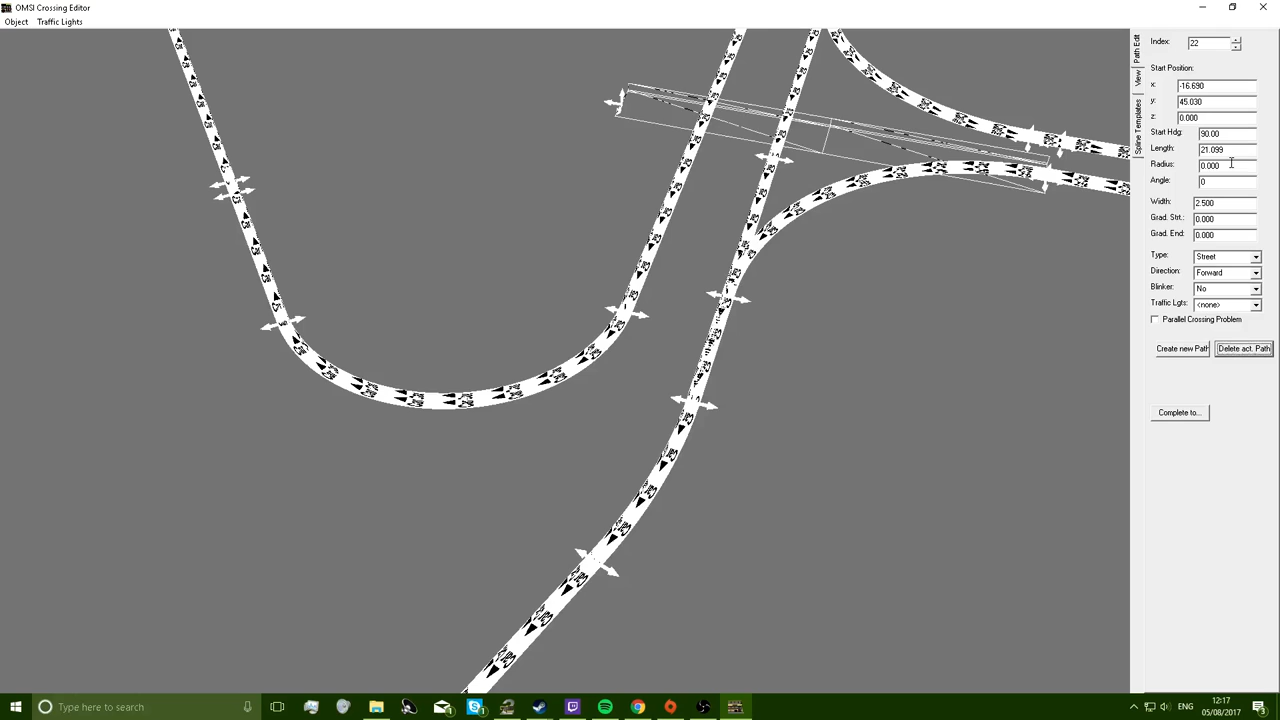 OMSI Crossing Editor
Object Traffic Lights
Path Edit
View
Spline Templates
Index: 22
Start Position:
x: -16.690
y: 45.030
z: 0.000
Start Hdg: 90.00
Length: 21.099
Radius: 0.000
Angle: 0
Width: 2.500
Grad. Strt.: 0.000
Grad. End: 0.000
Type: Street
Direction: Forward
Blinker: No
Traffic Lgts: <none>
Parallel Crossing Problem
Create new Path Delete act. Path
Complete to...
Type here to search
ENG
12:17
05/08/2017